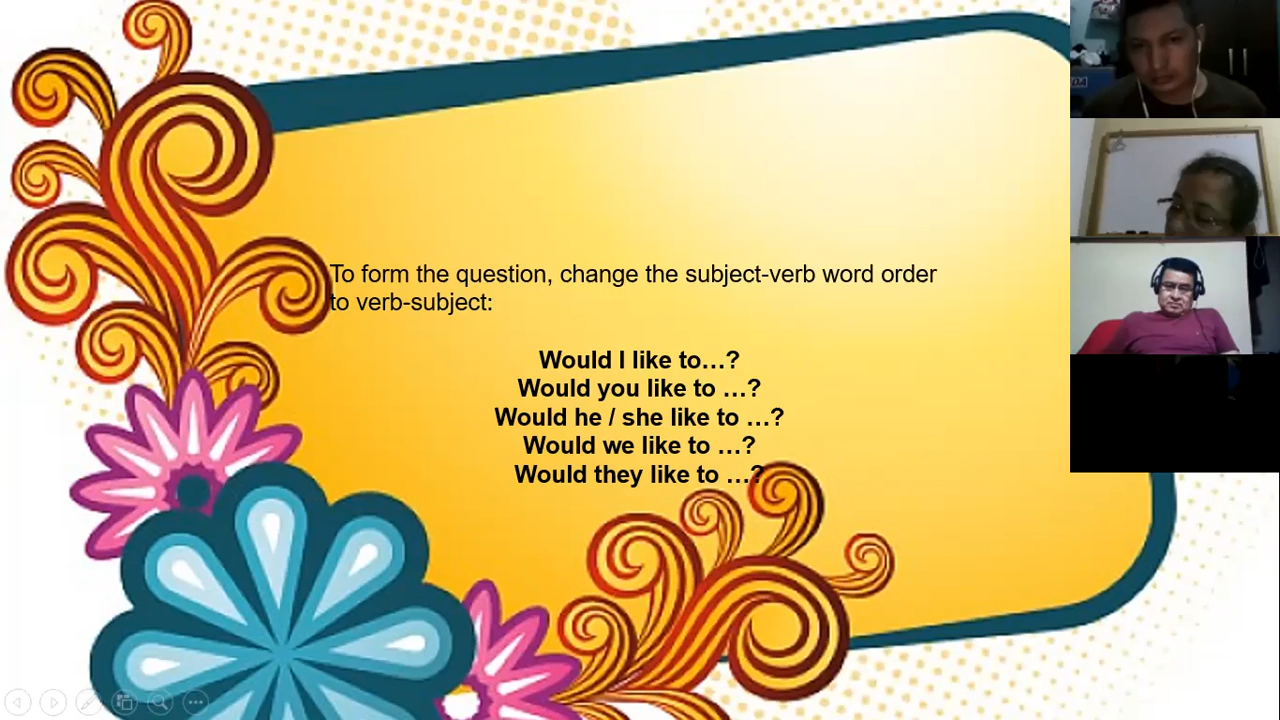 To form the question, change the subject-verb word order
to verb-subject:
Would I like to…?
Would you like to …?
Would he / she like to …?
Would we like to …?
Would they like to …?